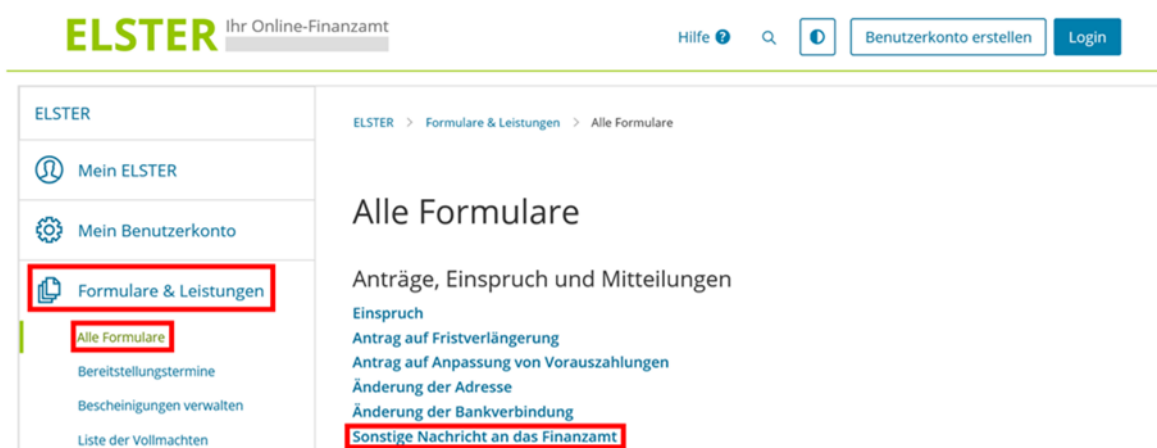 ELSTER Ihr Online-Finanzamt
Hilfe ? Benutzerkonto erstellen Login
ELSTER
Mein ELSTER
Mein Benutzerkonto
Formulare & Leistungen
Alle Formulare
Bereitstellungstermine
Bescheinigungen verwalten
Liste der Vollmachten
ELSTER > Formulare & Leistungen > Alle Formulare
Alle Formulare
Anträge, Einspruch und Mitteilungen
Einspruch
Antrag auf Fristverlängerung
Antrag auf Anpassung von Vorauszahlungen
Änderung der Adresse
Änderung der Bankverbindung
Sonstige Nachricht an das Finanzamt